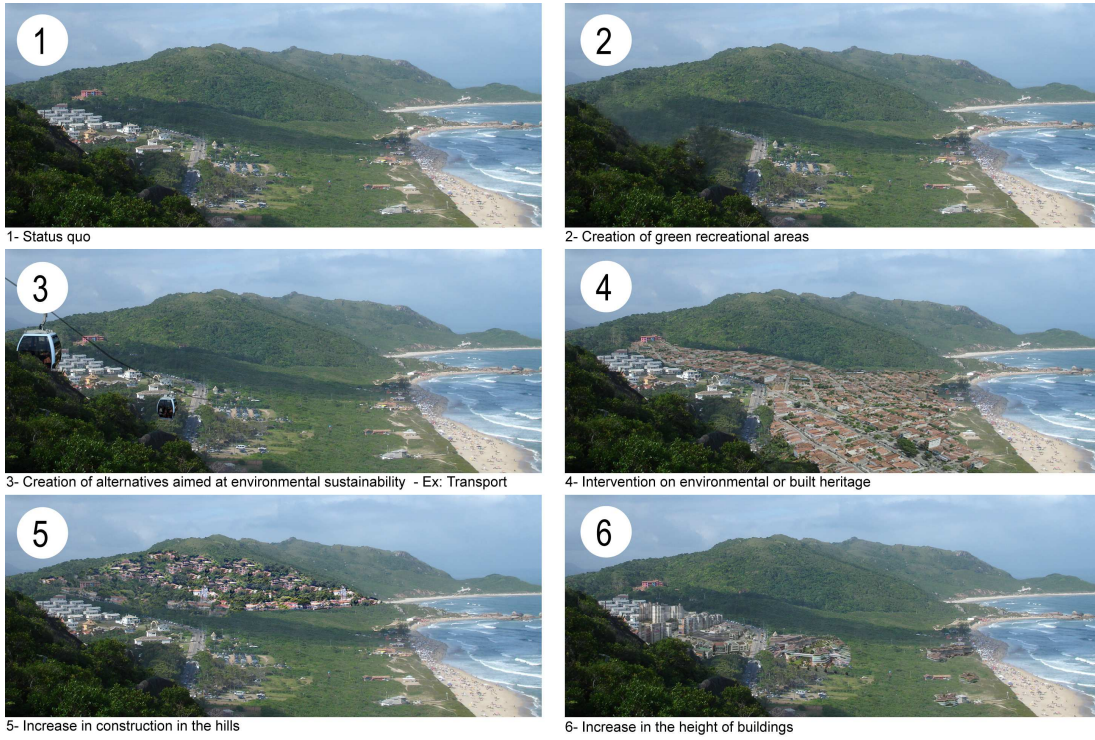 1
2
1- Status quo
2- Creation of green recreational areas
3
4
3- Creation of alternatives aimed at environmental sustainability - Ex: Transport
4- Intervention on environmental or built heritage
5
6
5- Increase in construction in the hills
6- Increase in the height of buildings